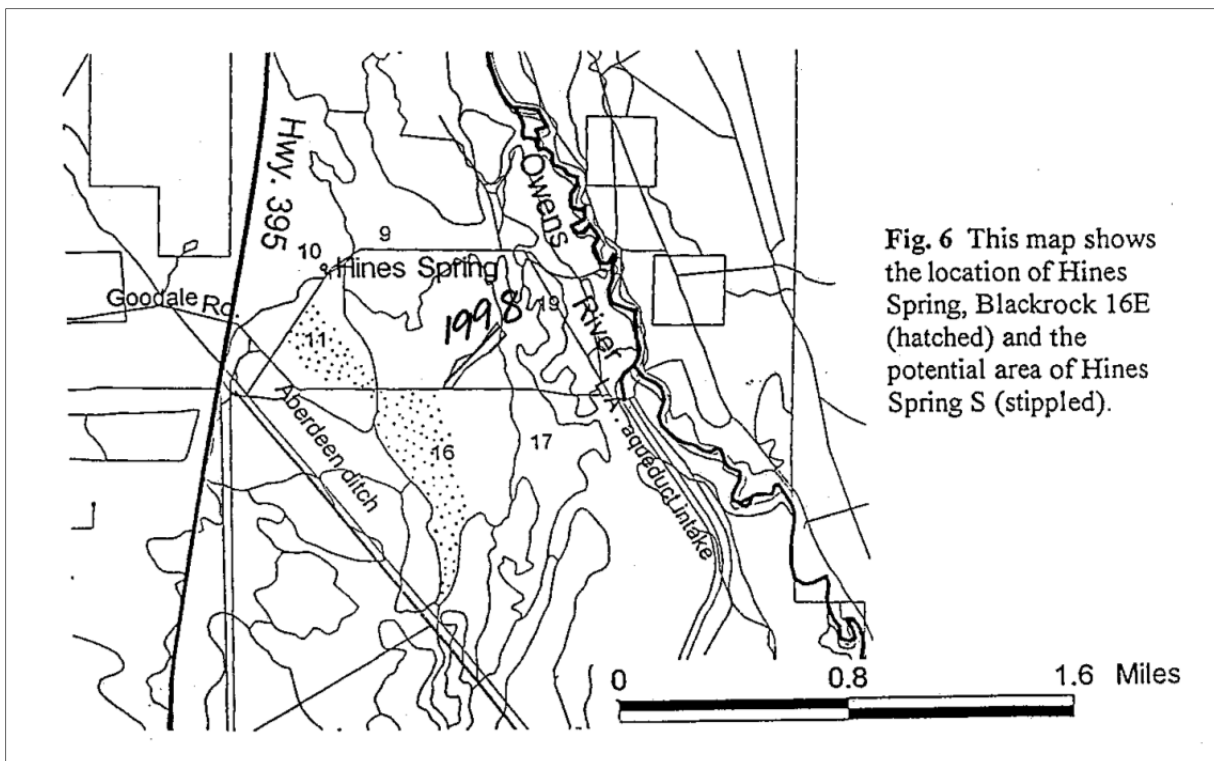 Hwy. 395
Owens
River
9
10
Hines Spring
Goodale Rd.
1998
19
11
Aberdeen ditch
16
17
L.A. aqueduct intake
Fig. 6 This map shows
the location of Hines
Spring, Blackrock 16E
(hatched) and the
potential area of Hines
Spring S (stippled).
0 0.8 1.6 Miles